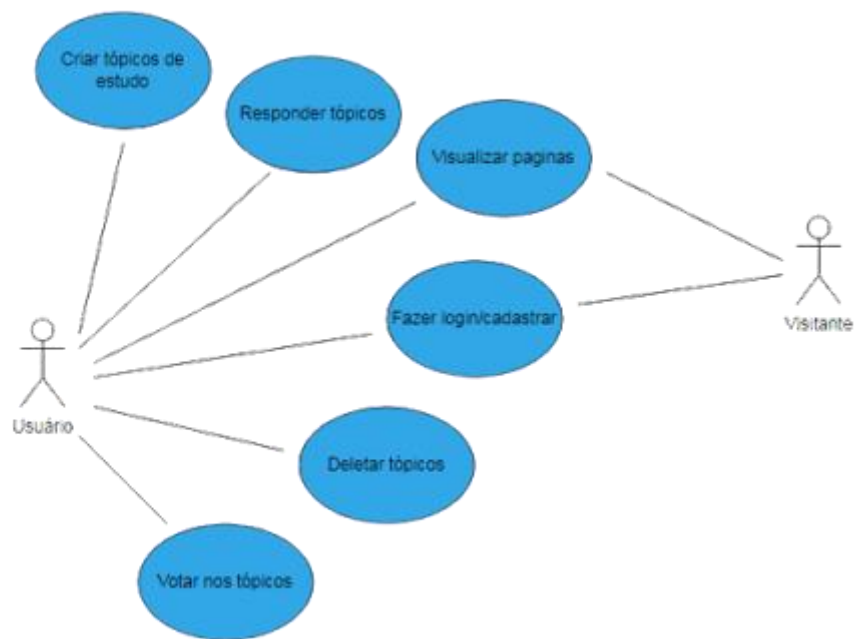 Criar tópicos de
estudo
Responder tópicos
Visualizar paginas
Fazer login/cadastrar
Visitante
Usuário
Deletar tópicos
Votar nos tópicos